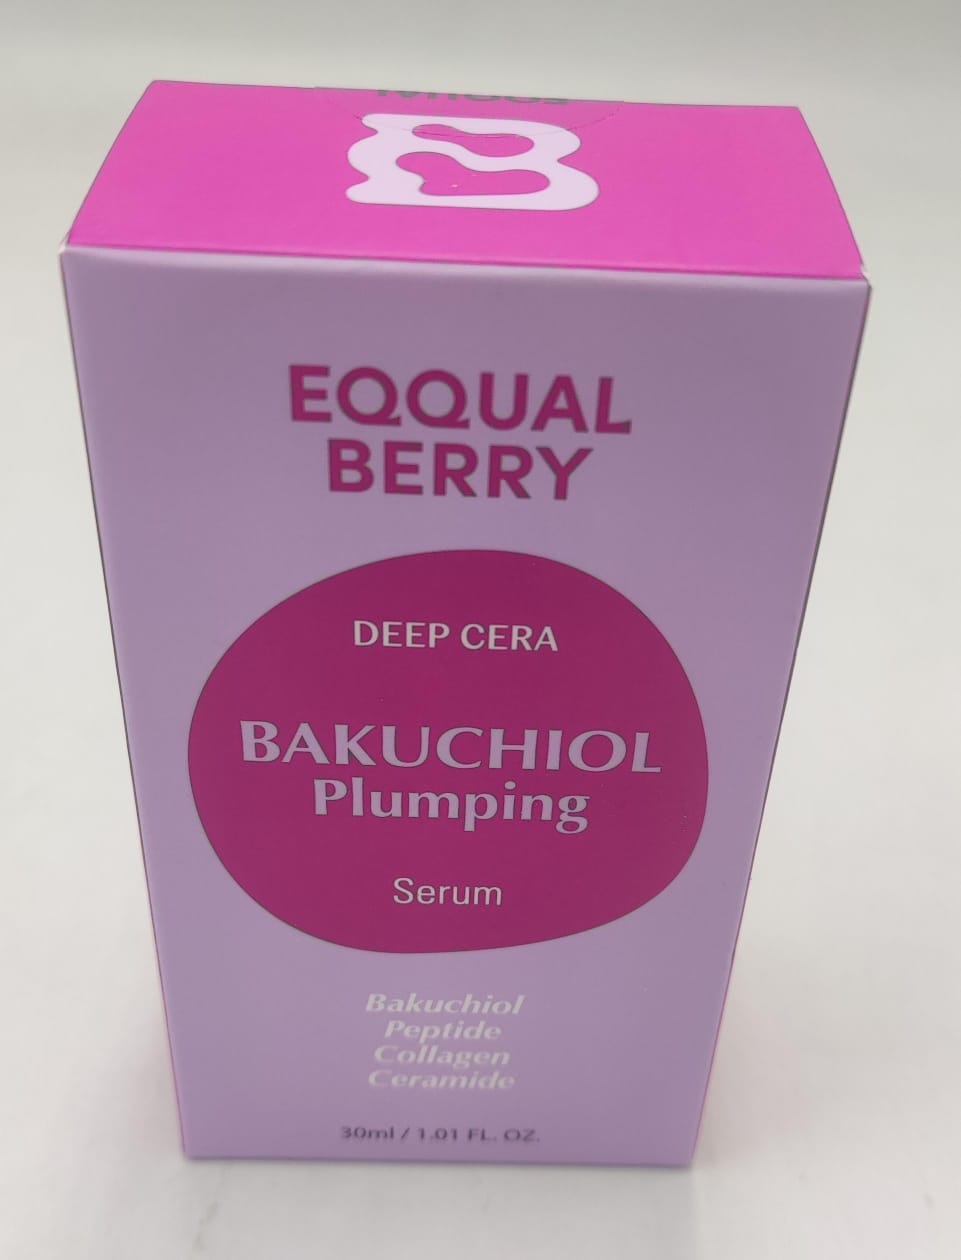 EQQUAL
BERRY
DEEP CERA
BAKUCHIOL
Plumping
Serum
Bakuchiol
Peptide
Collagen
Ceramide
30ml / 1.01 FL. OZ.